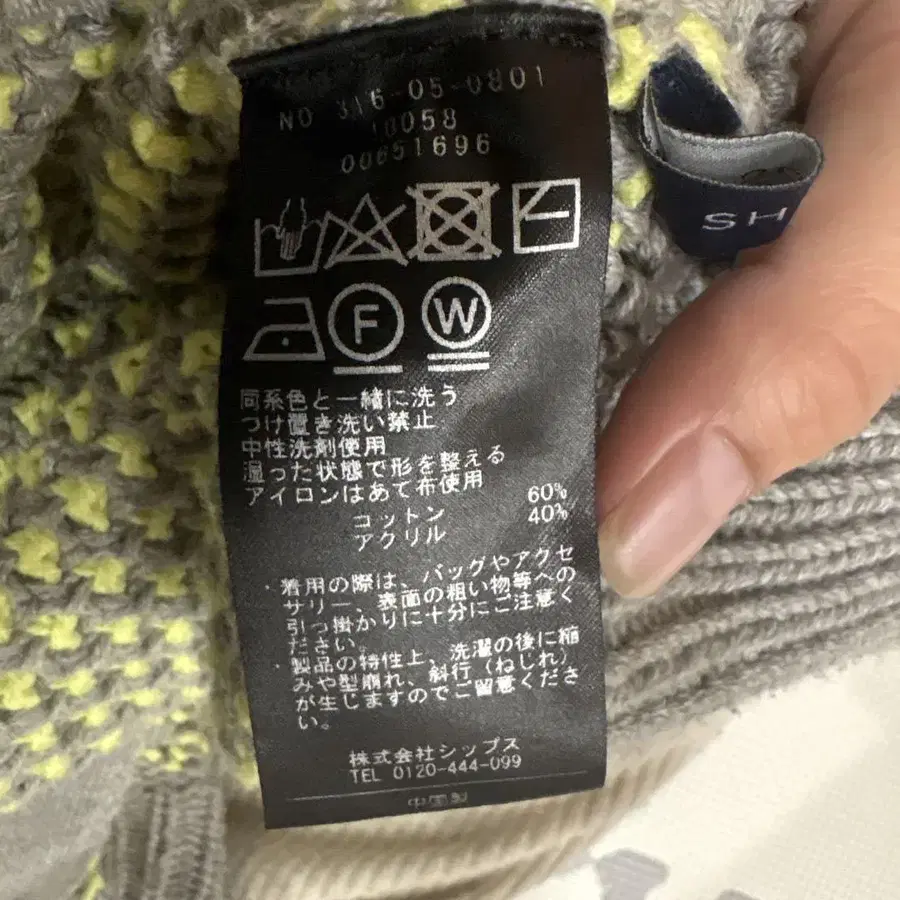 NO 316-05-0801
10058
00651696
SH
F W
同系色と一緒に洗う
つけ置き洗い禁止
中性洗剤使用
湿った状態で形を整える
アイロンはあて布使用
コットン 60%
アクリル 40%
・着用の際は、バッグやアクセ
サリー、表面の粗い物等への
引っ掛かりに十分にご注意く
ださい。
・製品の特性上、洗濯の後に縮
みや型崩れ、斜行(ねじれ)
が生じますのでご留意くださ
い。
株式会社シップス
TEL 0120-444-099
中国製